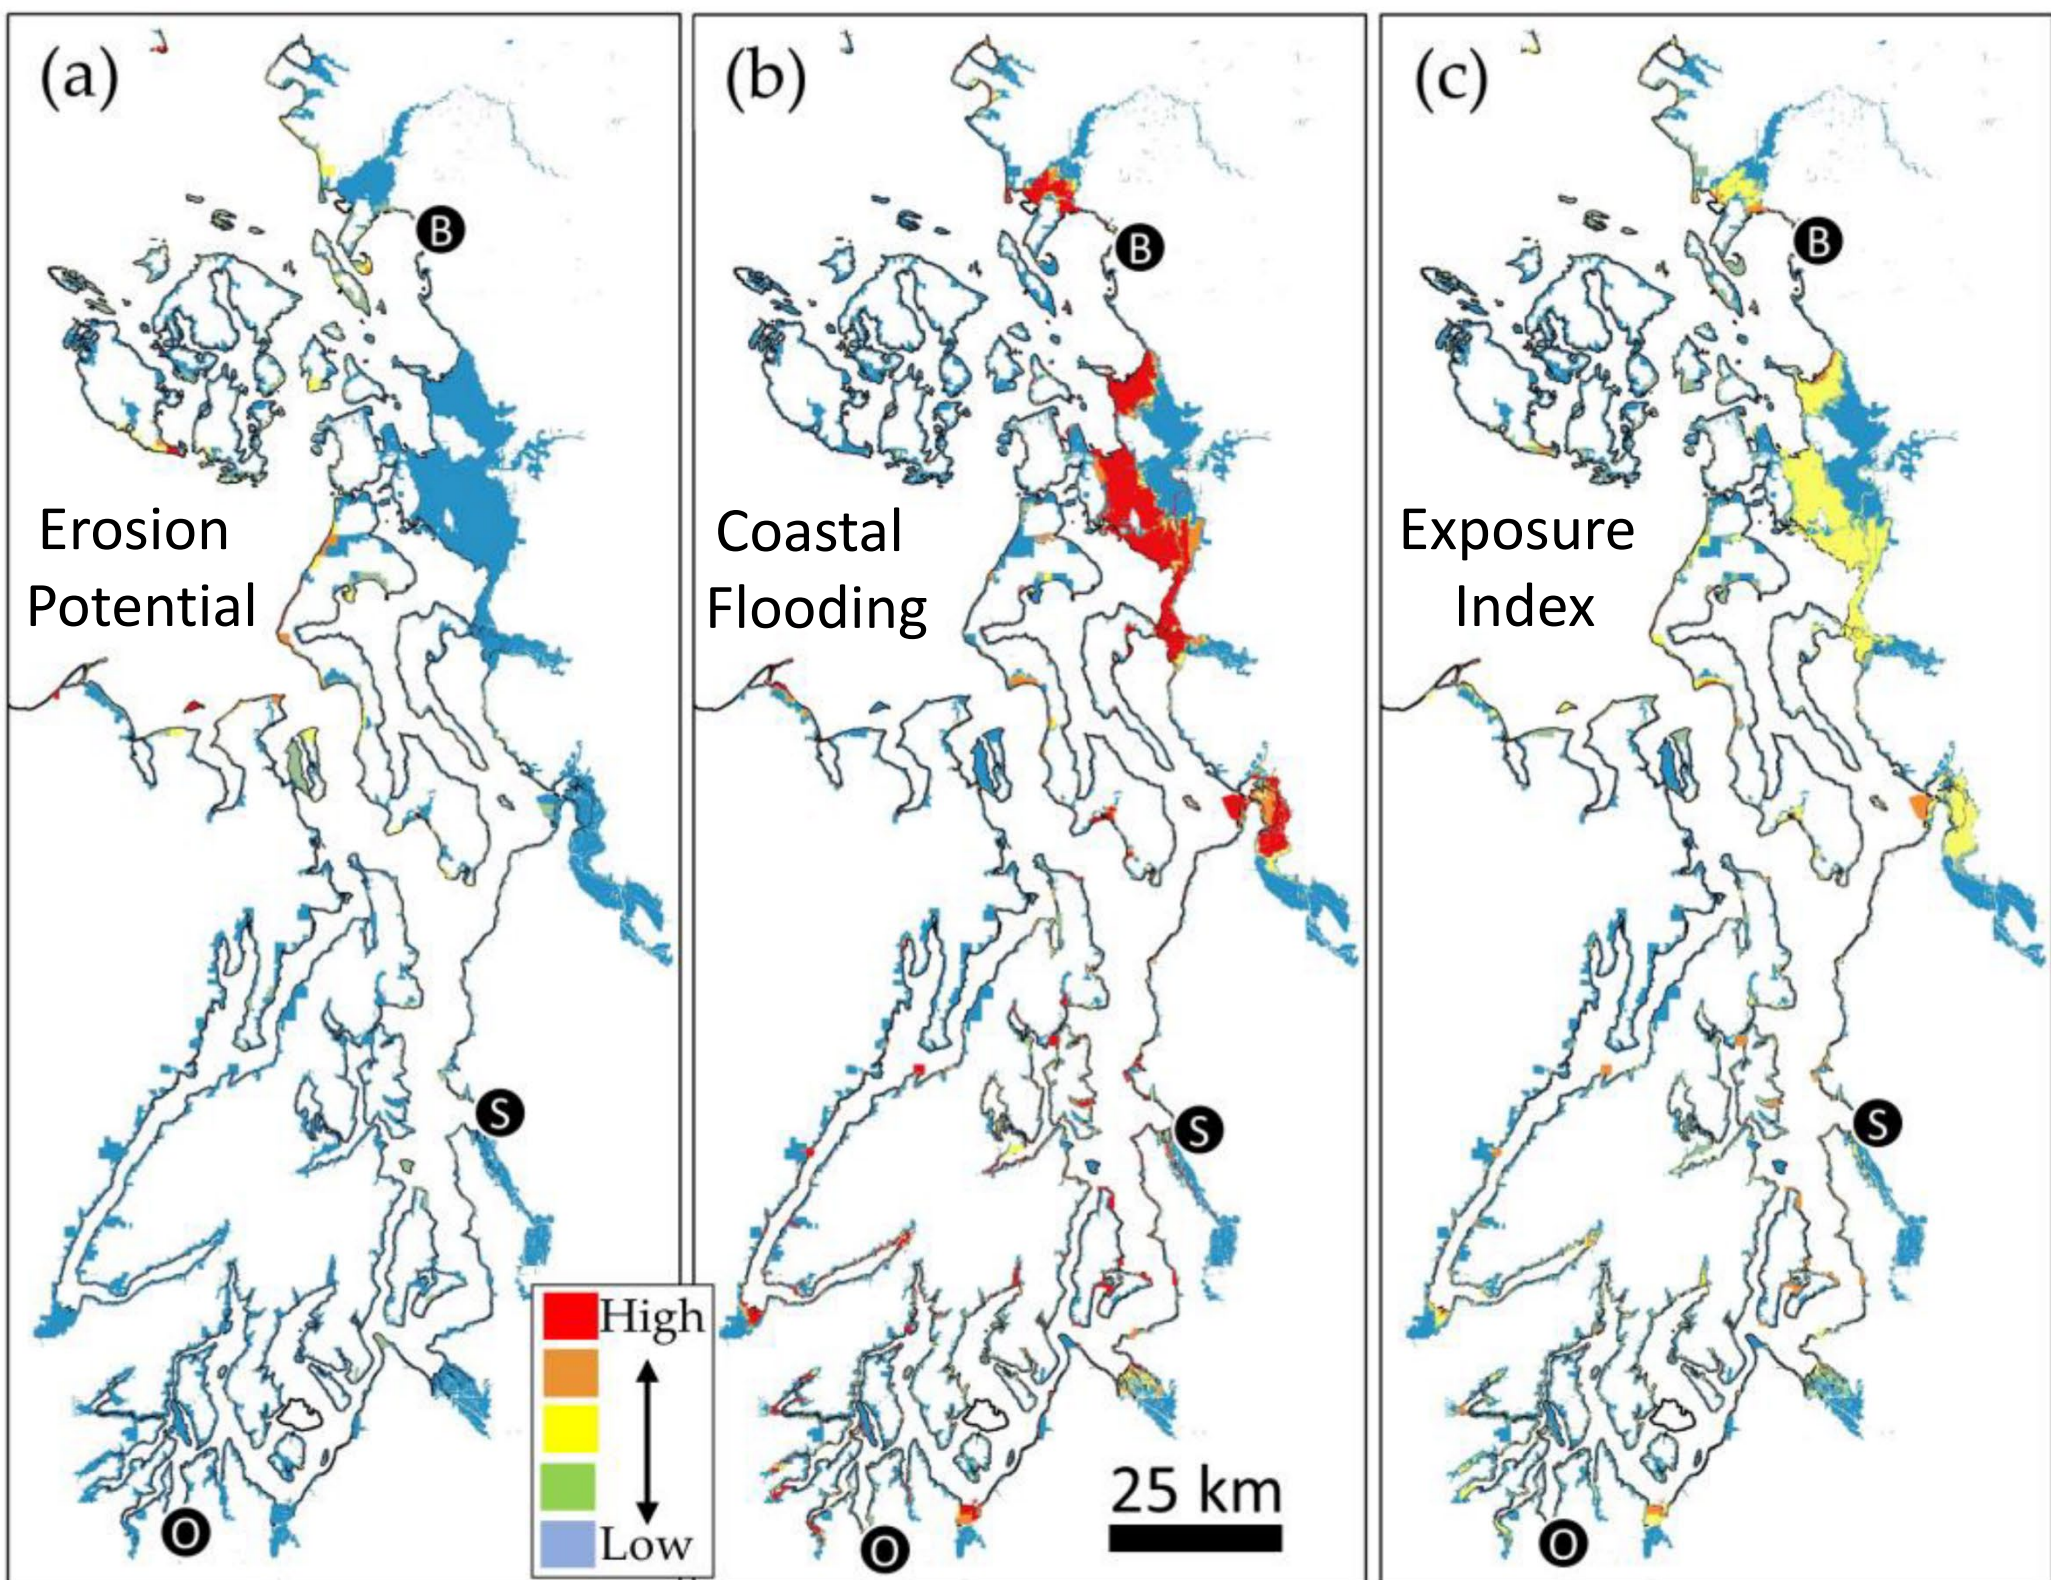 (a)
(b)
(c)
B
B
B
Erosion
Potential
Coastal
Flooding
Exposure
Index
S
S
S
High
Low
25 km
O
O
O